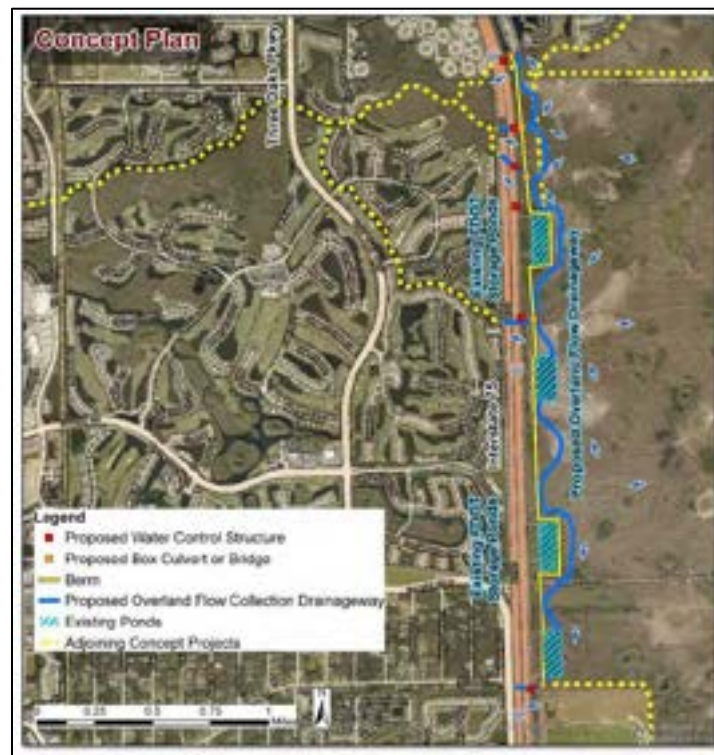 Concept Plan
Three Oaks Pkwy
Existing FDOT
Storage Ponds
Proposed Overland Flow Drainageway
Interstate 75
Existing FDOT
Storage Ponds
Legend
Proposed Water Control Structure
Proposed Box Culvert or Bridge
Berm
Proposed Overland Flow Collection Drainageway
Existing Ponds
Adjoining Concept Projects
0 0.25 0.5 0.75 1